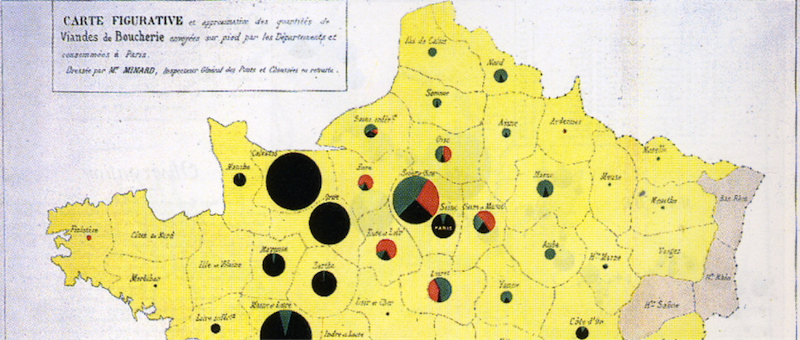 CARTE FIGURATIVE et approximative des quantités de
Viandes de Boucherie envoyées sur pied par les Départements et
consommées à Paris.
Dressée par Mr. MINARD, Inspecteur Général des Ponts et Chaussées en retraite.
Pas de Calais
Nord
Somme
Seine infre
Aisne
Ardennes
Oise
Moselle
Calvados
Manche
Eure
Seine et Oise
Marne
Meuse
Bas Rhin
Orne
Seine
Seine et Marne
Meurthe
PARIS
Finistère
Côtes du Nord
Eure et Loir
Mayenne
Ille et Vilaine
Aube
Hte Marne
Vosges
Sarthe
Morbihan
Loiret
Yonne
Ht Rhin
Maine et Loire
Loir et Cher
Hte Saône
Loire Infre
Indre et Loire
Côte d'Or